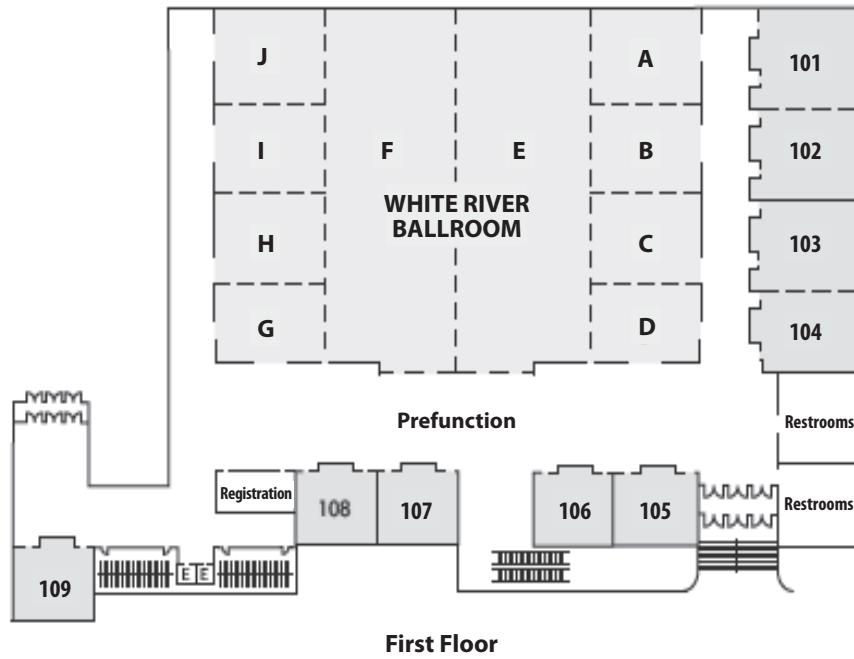 J
A
101
I
F
E
B
102
WHITE RIVER
BALLROOM
H
C
103
G
D
104
Prefunction
Restrooms
Registration
108
107
106
105
Restrooms
E E
109
First Floor